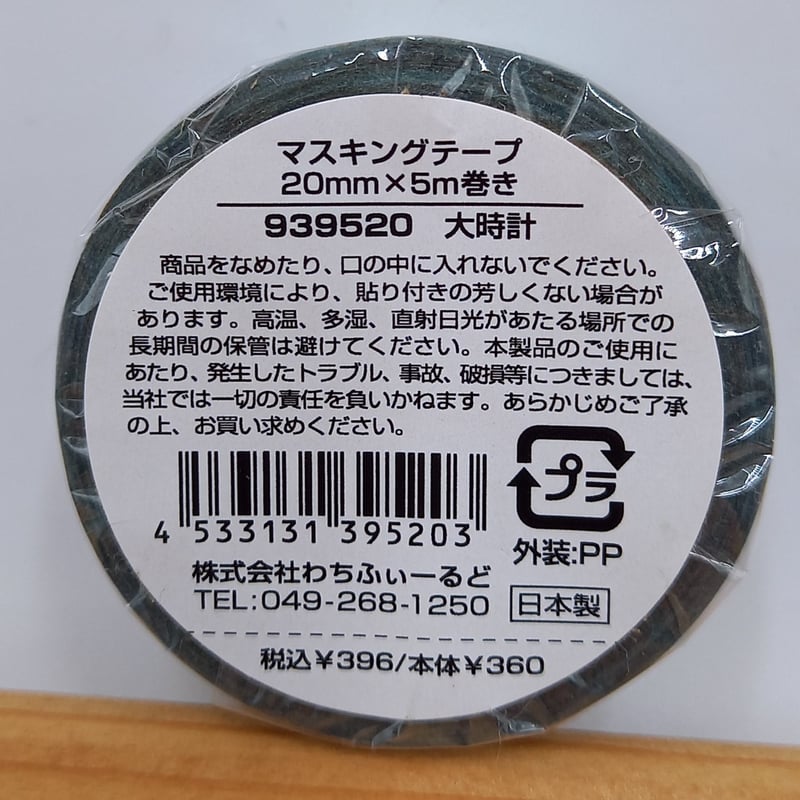 マスキングテープ
20mm×5m巻き
939520 大時計
商品をなめたり、口の中に入れないでください。
ご使用環境により、貼り付きの芳しくない場合が
あります。高温、多湿、直射日光があたる場所での
長期間の保管は避けてください。本製品のご使用に
あたり、発生したトラブル、事故、破損等につきましては、
当社では一切の責任を負いかねます。あらかじめご了承
の上、お買い求めください。
プラ
4 533131 395203
外装:PP
株式会社わちふぃーるど
TEL:049-268-1250 日本製
税込¥396/本体¥360